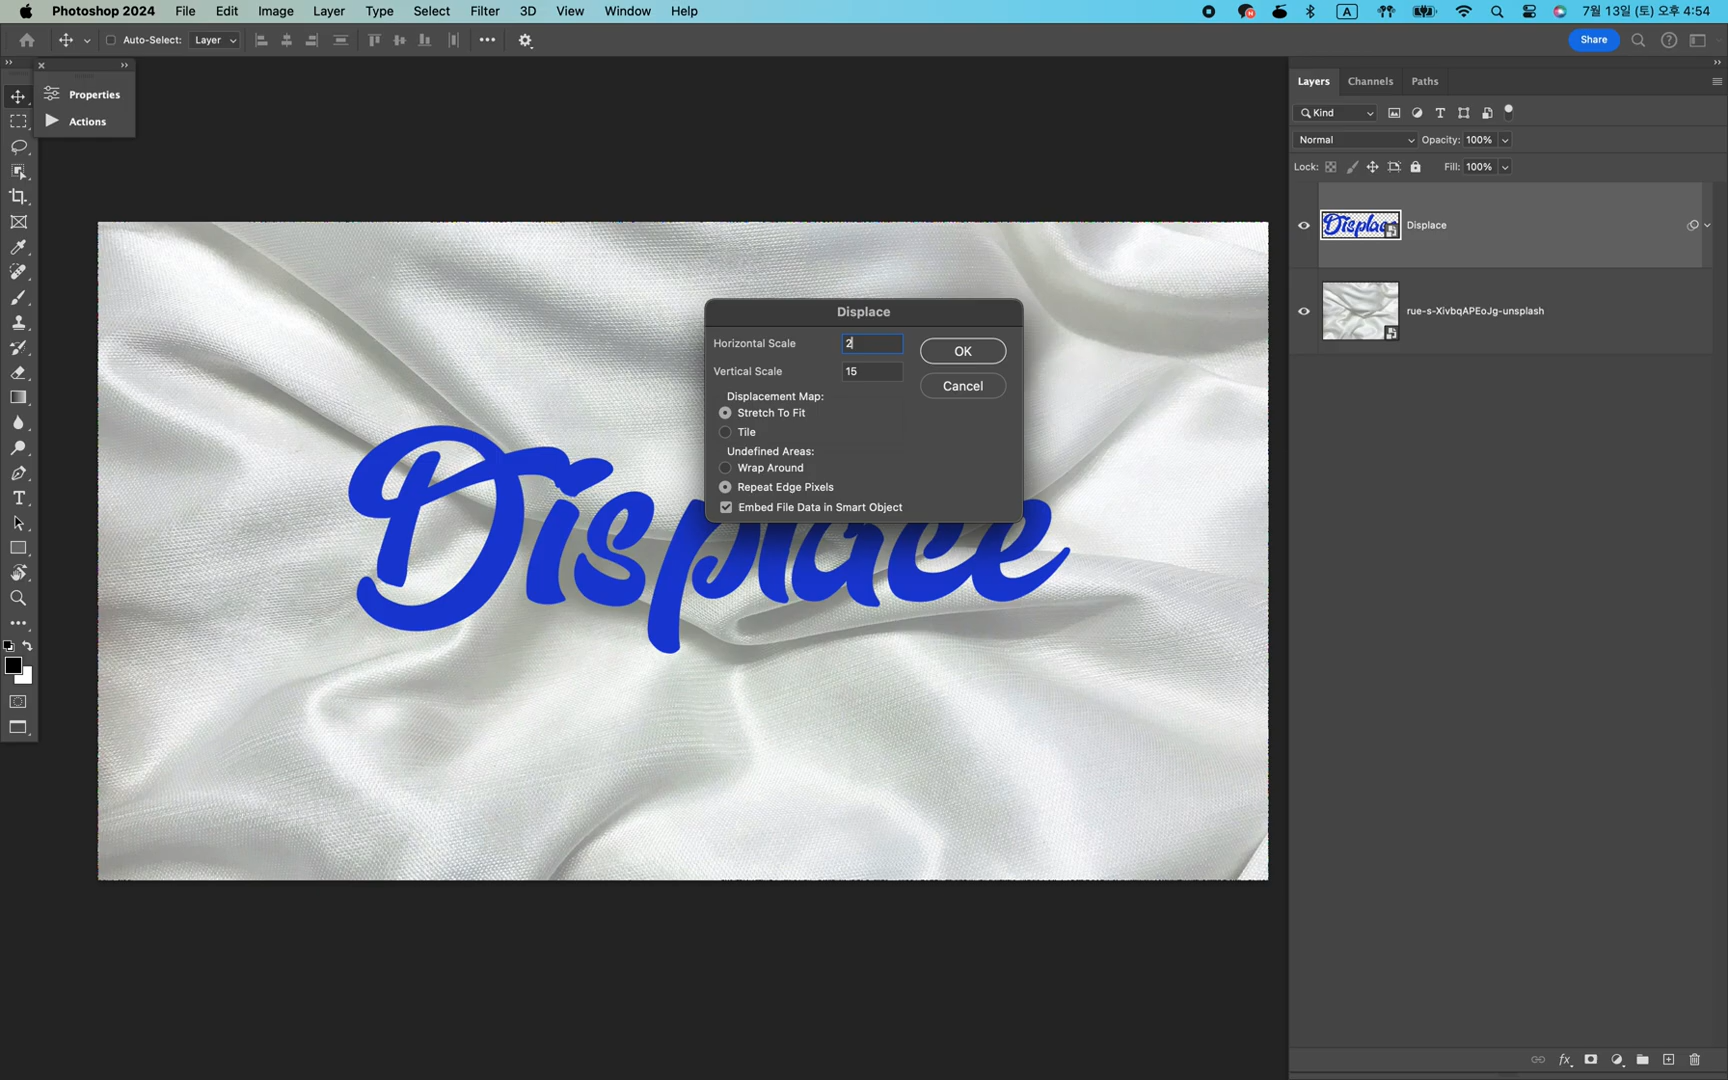 Photoshop 2024 File Edit Image Layer Type Select Filter 3D View Window Help A 7월 13일 (토) 오후 4:54
Auto-Select: Layer Share
Properties
Actions
Layers Channels Paths
Kind
Normal Opacity: 100%
Lock: Fill: 100%
Displace
rue-s-XivbqAPEoJg-unsplash
Displace
Horizontal Scale 2
Vertical Scale 15
OK
Cancel
Displacement Map:
Stretch To Fit
Tile
Undefined Areas:
Wrap Around
Repeat Edge Pixels
Embed File Data in Smart Object
Displace